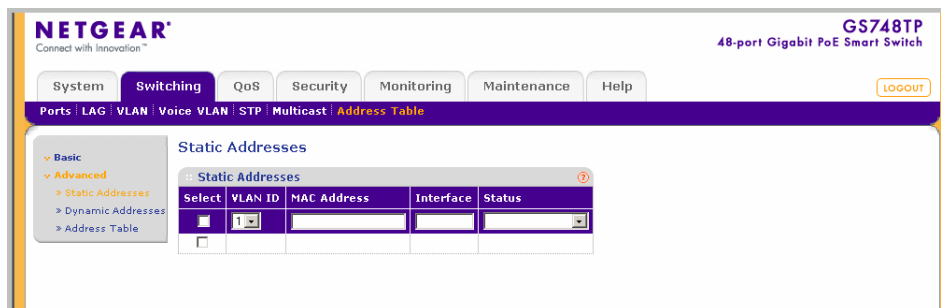 NETGEAR®
Connect with Innovation™
GS748TP
48-port Gigabit PoE Smart Switch
System Switching QoS Security Monitoring Maintenance Help LOGOUT
Ports LAG VLAN Voice VLAN STP Multicast Address Table
Basic
Advanced
» Static Addresses
» Dynamic Addresses
» Address Table
Static Addresses
Static Addresses ?
Select VLAN ID MAC Address Interface Status
1